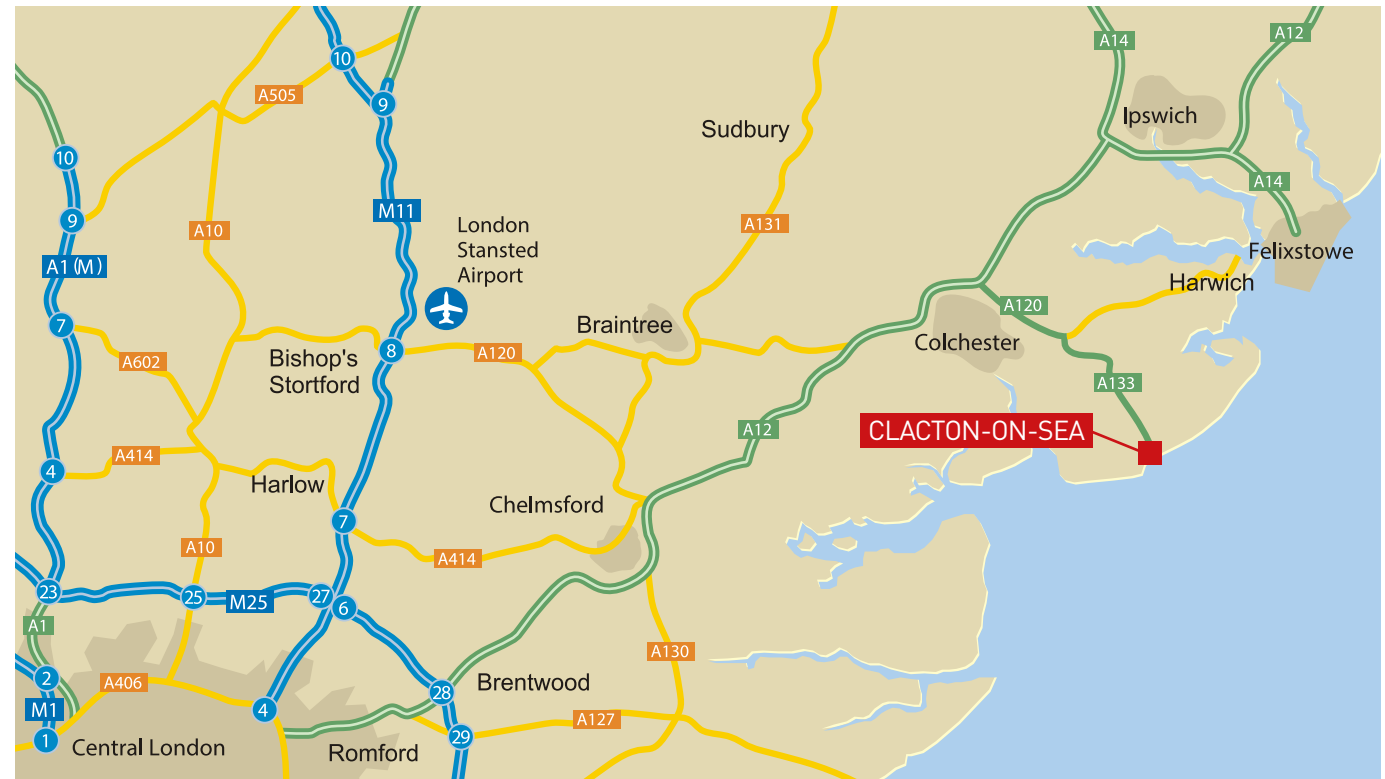 A14
A12
10
A505
9
Ipswich
Sudbury
10
A14
9
M11
A10
London
Stansted
Airport
A131
Felixstowe
A1(M)
Harwich
A120
7
Braintree
Colchester
8
A120
Bishop's
Stortford
A602
A133
A12
CLACTON-ON-SEA
A414
4
Harlow
Chelmsford
7
A10
A414
23
25
M25
27
6
A1
A130
2
A406
28
Brentwood
4
M1
A127
1
Central London
29
Romford